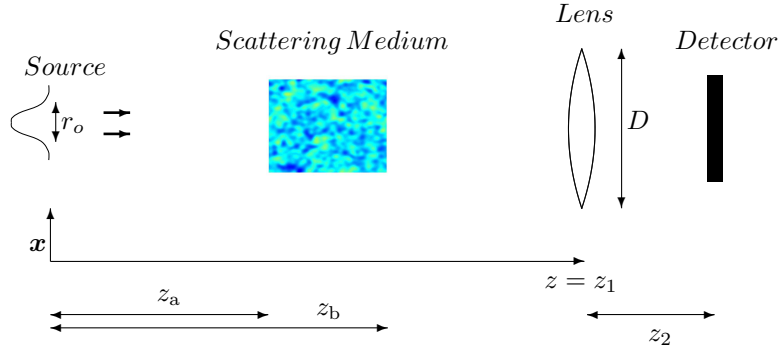 Lens
Scattering Medium
Detector
Source
r_o
D
x
z = z_1
z_a
z_b
z_2